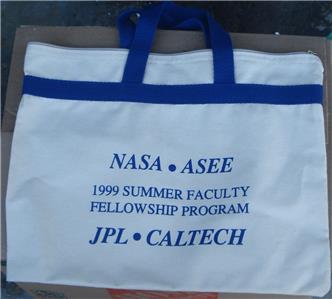 NASA • ASEE
1999 SUMMER FACULTY
FELLOWSHIP PROGRAM
JPL • CALTECH